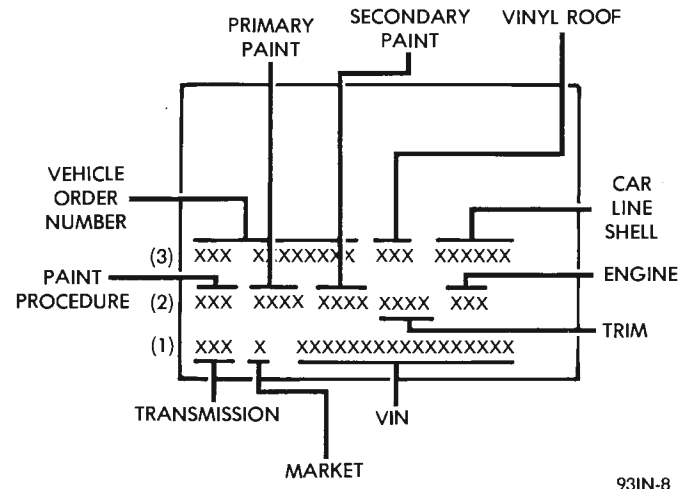 PRIMARY
PAINT
SECONDARY
PAINT
VINYL ROOF
VEHICLE
ORDER
NUMBER
CAR
LINE
SHELL
(3) XXX XXXXXXXX XXX XXXXXX
PAINT
PROCEDURE
ENGINE
(2) XXX XXXX XXXX XXXX XXX
TRIM
(1) XXX X XXXXXXXXXXXXXXXXX
TRANSMISSION
VIN
MARKET
93IN-8